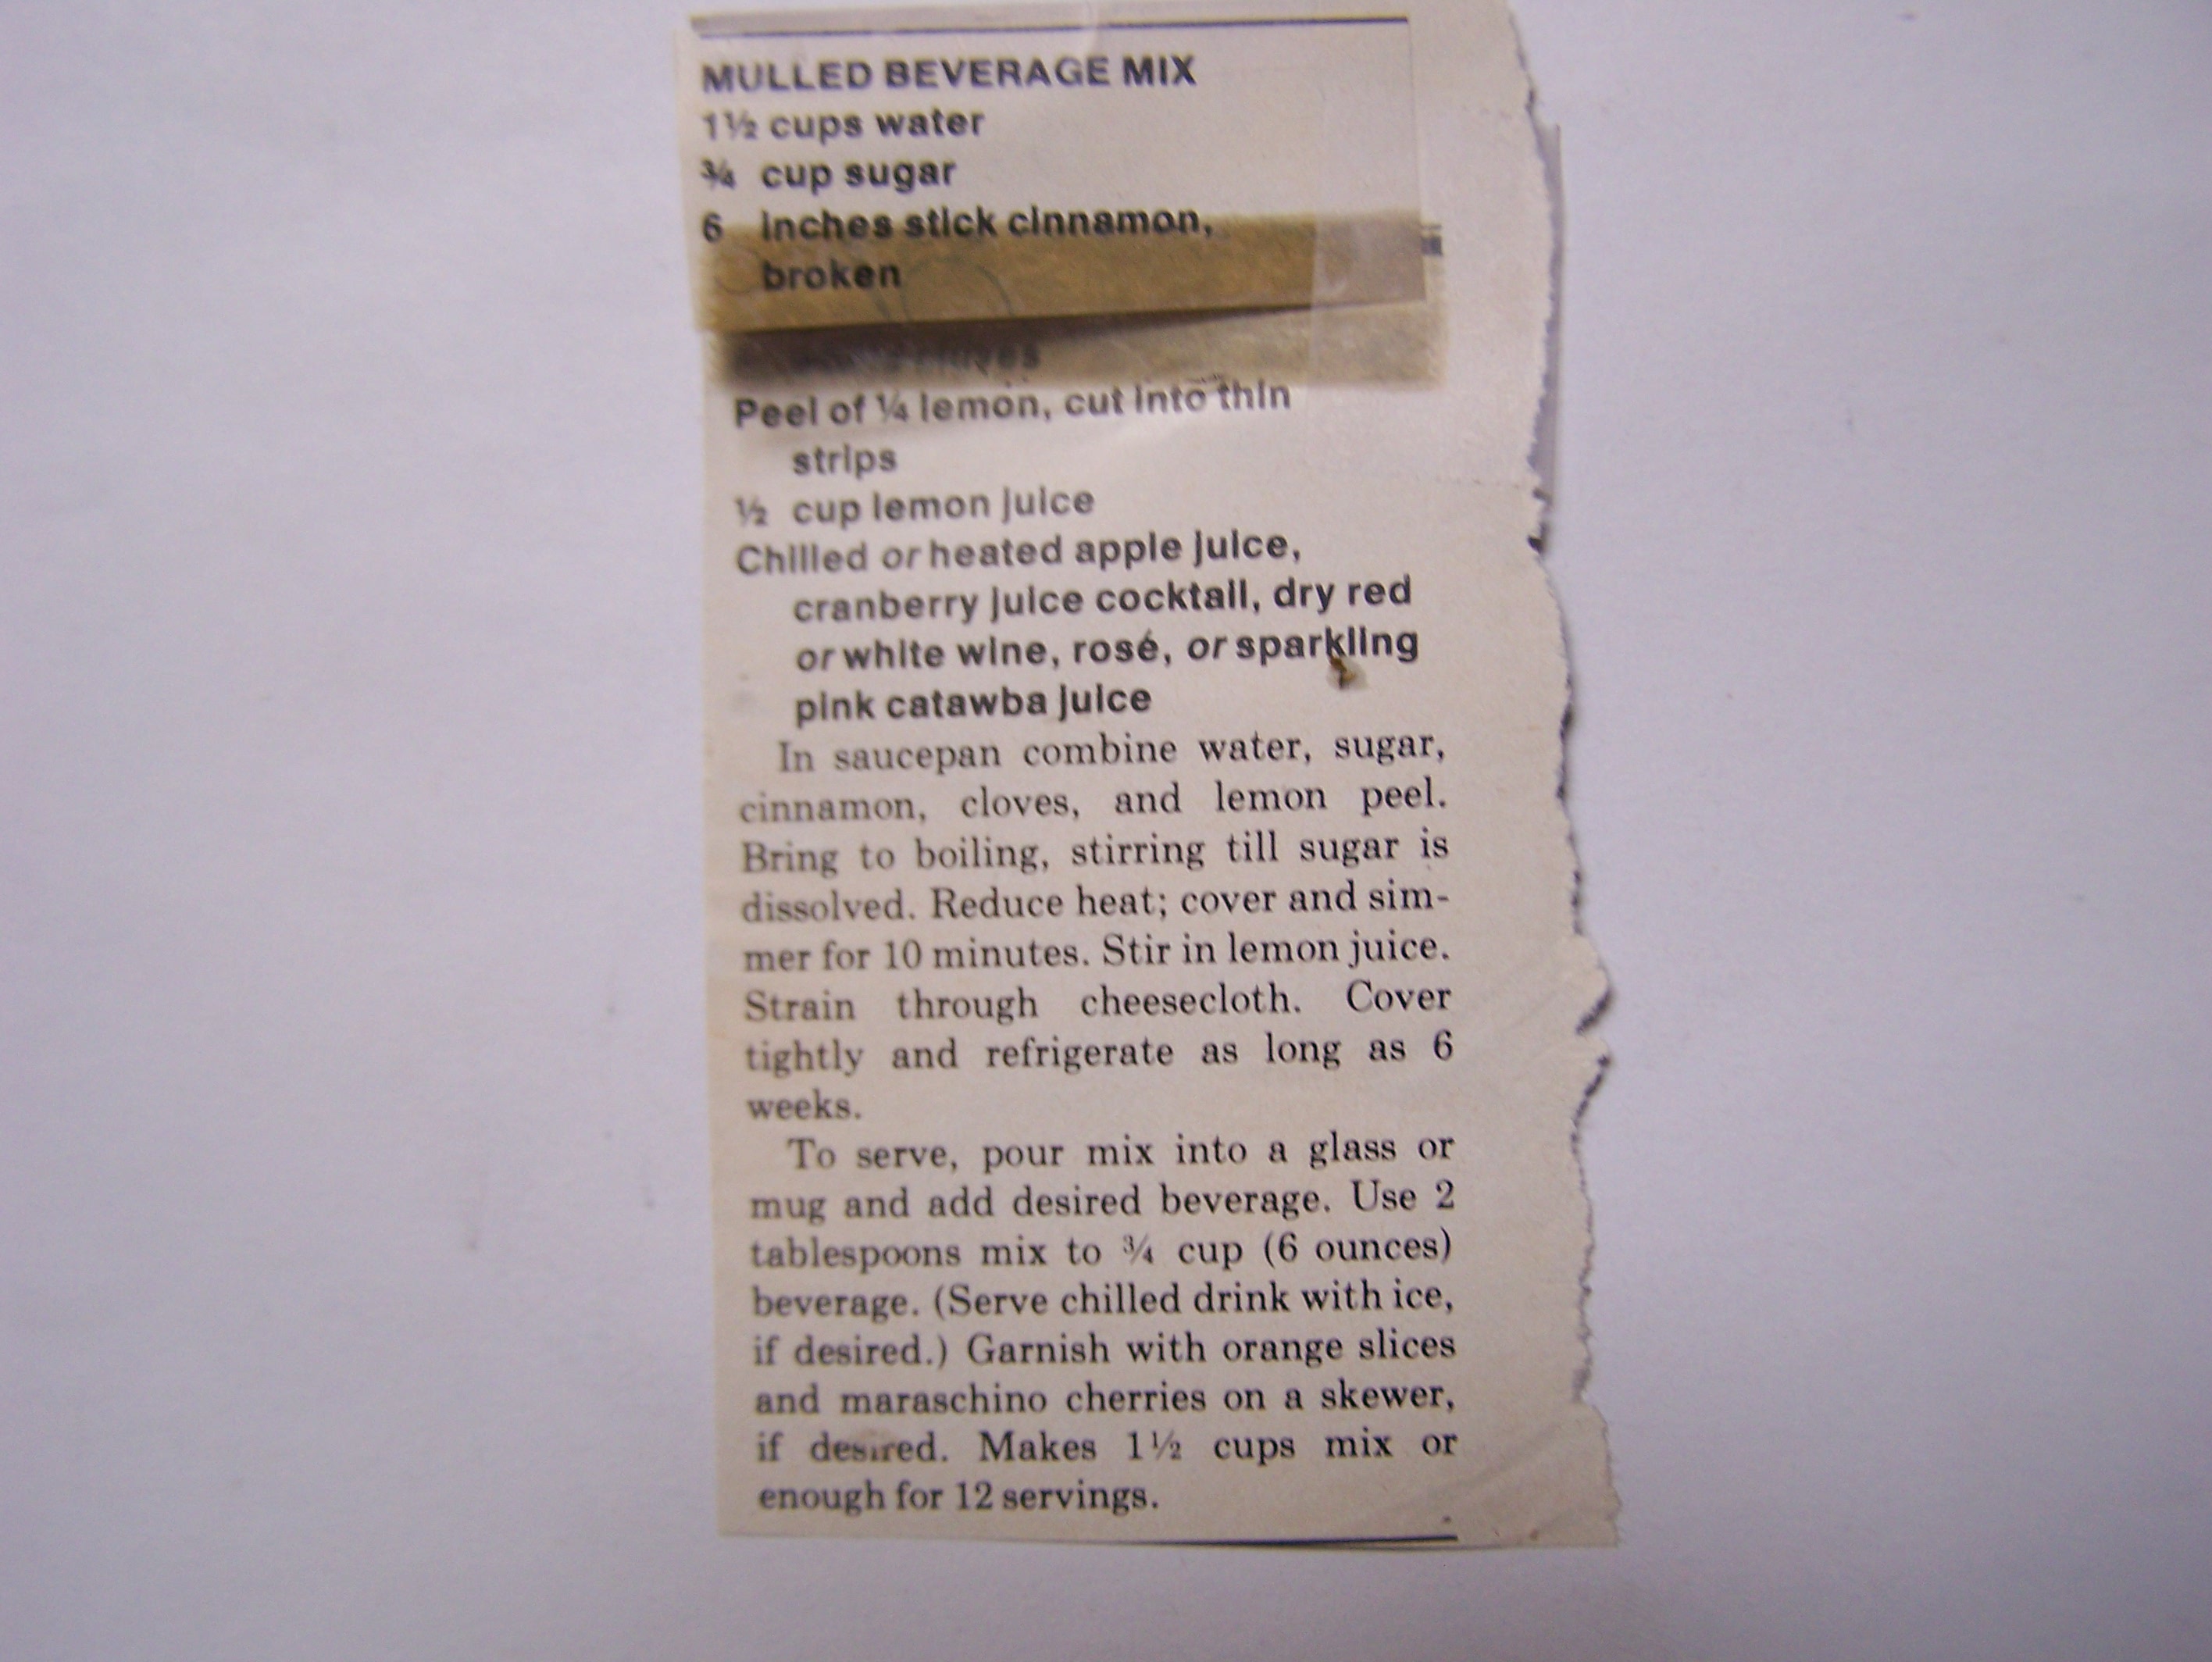 MULLED BEVERAGE MIX
1½ cups water
¾ cup sugar
6 inches stick cinnamon,
broken
cloves
Peel of ¼ lemon, cut into thin
strips
½ cup lemon juice
Chilled or heated apple juice,
cranberry juice cocktail, dry red
or white wine, rosé, or sparkling
pink catawba juice
In saucepan combine water, sugar,
cinnamon, cloves, and lemon peel.
Bring to boiling, stirring till sugar is
dissolved. Reduce heat; cover and sim-
mer for 10 minutes. Stir in lemon juice.
Strain through cheesecloth. Cover
tightly and refrigerate as long as 6
weeks.
To serve, pour mix into a glass or
mug and add desired beverage. Use 2
tablespoons mix to ¾ cup (6 ounces)
beverage. (Serve chilled drink with ice,
if desired.) Garnish with orange slices
and maraschino cherries on a skewer,
if desired. Makes 1½ cups mix or
enough for 12 servings.